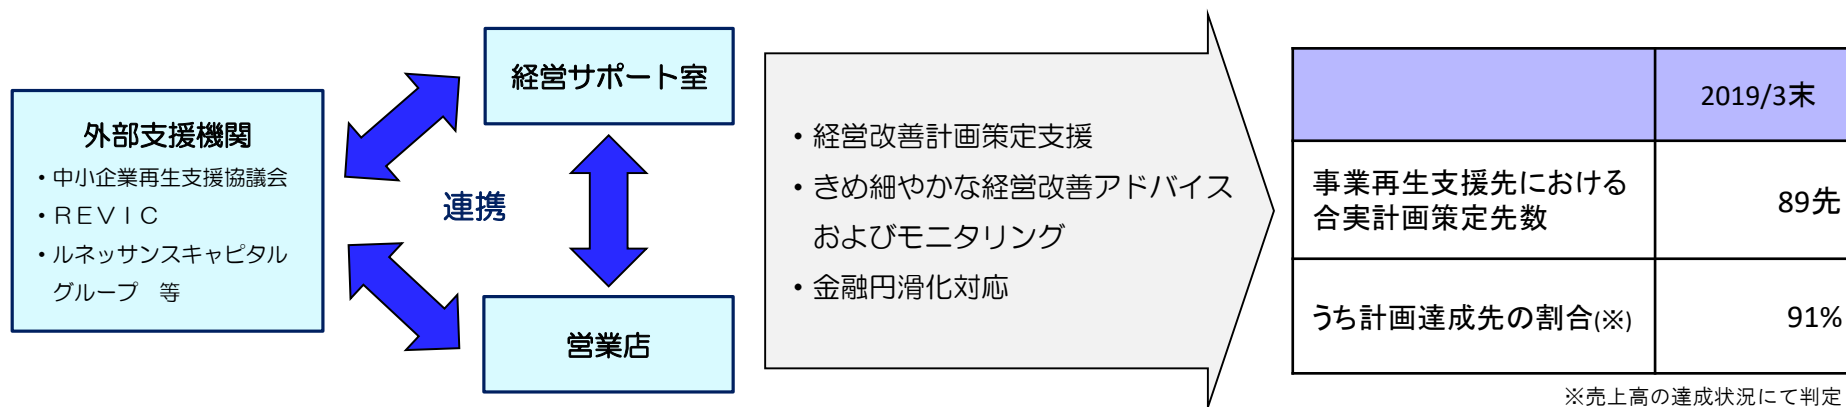 外部支援機関
・中小企業再生支援協議会
・ＲＥＶＩＣ
・ルネッサンスキャピタル
グループ　等
連携
経営サポート室
営業店
・経営改善計画策定支援
・きめ細やかな経営改善アドバイス
およびモニタリング
・金融円滑化対応
2019/3末
事業再生支援先における
合実計画策定先数
89先
うち計画達成先の割合(※)
91%
※売上高の達成状況にて判定